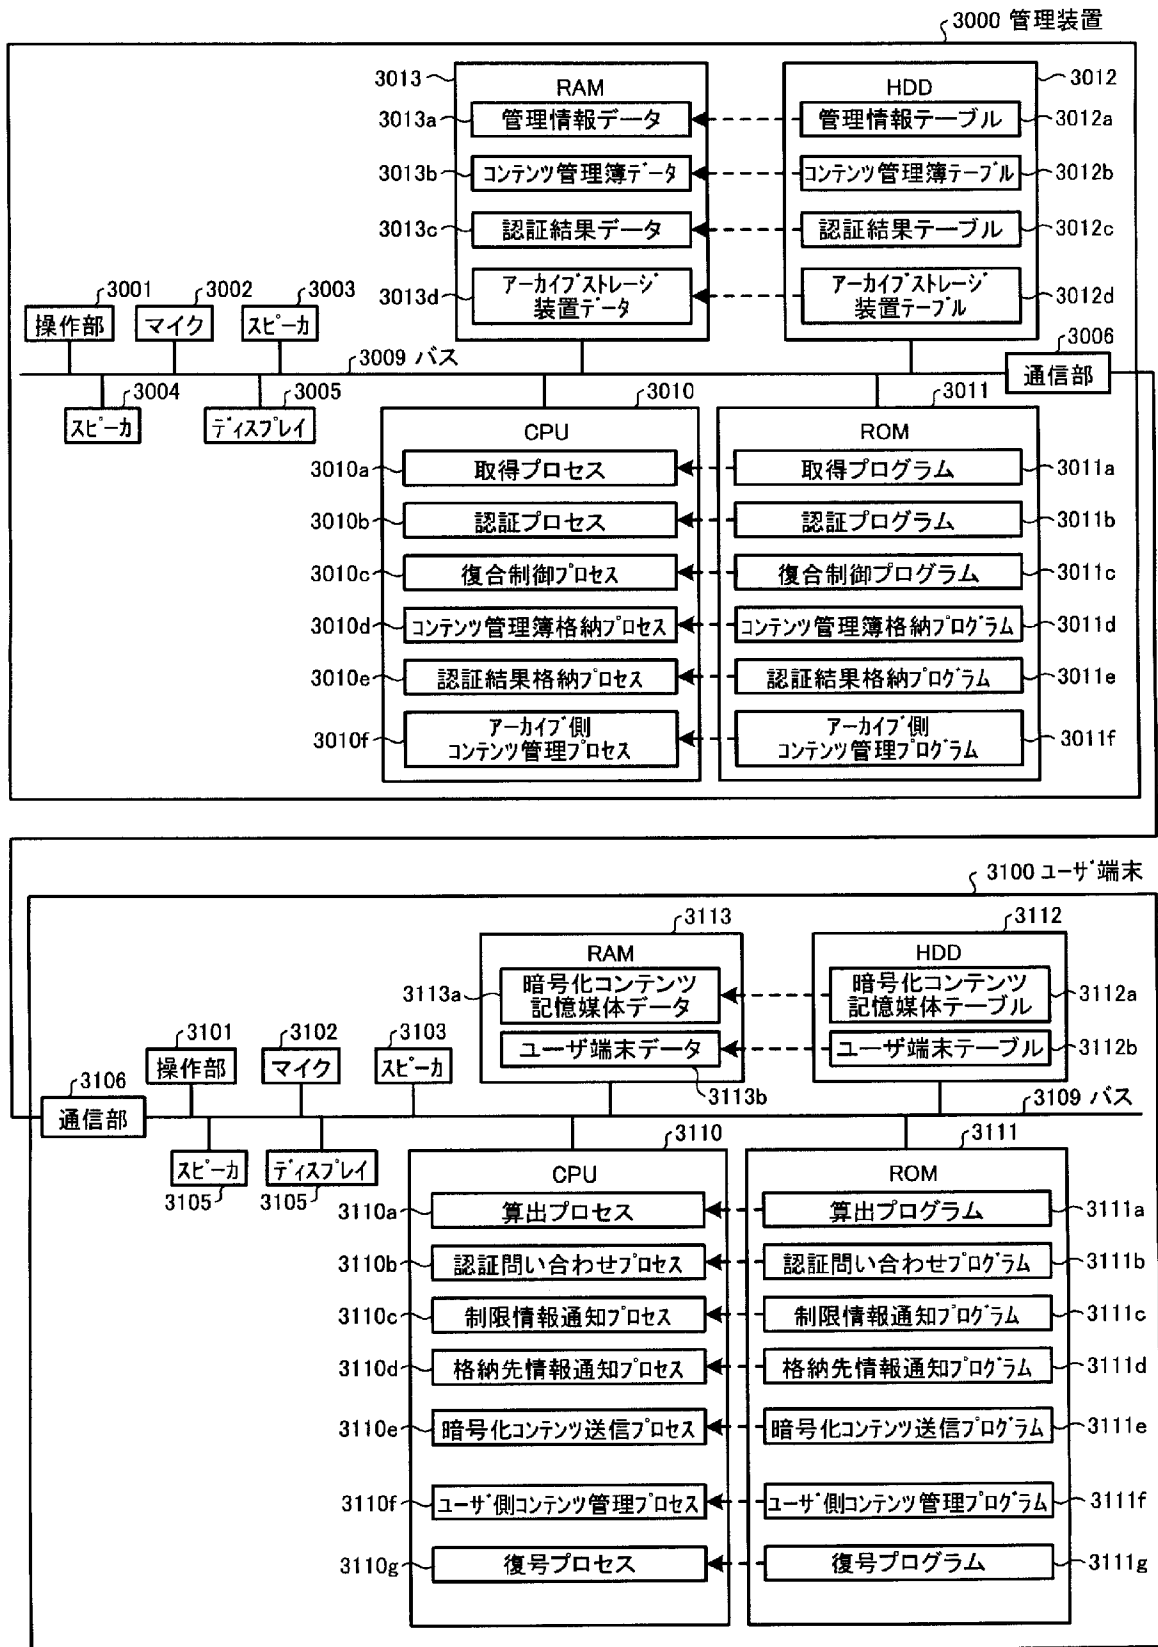 3000 管理装置
3013
RAM
3013a
管理情報データ
3013b
コンテンツ管理簿データ
3013c
認証結果データ
3013d
アーカイブストレージ
装置データ
3012
HDD
管理情報テーブル
3012a
コンテンツ管理簿テーブル
3012b
認証結果テーブル
3012c
アーカイブストレージ
装置テーブル
3012d
3001
操作部
3002
マイク
3003
スピーカ
3009 バス
3006
通信部
3004
スピーカ
3005
ディスプレイ
3010
CPU
3010a
取得プロセス
3010b
認証プロセス
3010c
復合制御プロセス
3010d
コンテンツ管理簿格納プロセス
3010e
認証結果格納プロセス
3010f
アーカイブ側
コンテンツ管理プロセス
3011
ROM
取得プログラム
3011a
認証プログラム
3011b
復合制御プログラム
3011c
コンテンツ管理簿格納プログラム
3011d
認証結果格納プログラム
3011e
アーカイブ側
コンテンツ管理プログラム
3011f
3100 ユーザ端末
3113
RAM
3113a
暗号化コンテンツ
記憶媒体データ
ユーザ端末データ
3113b
3112
HDD
暗号化コンテンツ
記憶媒体テーブル
3112a
ユーザ端末テーブル
3112b
3106
通信部
3101
操作部
3102
マイク
3103
スピーカ
3109 バス
スピーカ
3105
ディスプレイ
3105
3110
CPU
3110a
算出プロセス
3110b
認証問い合わせプロセス
3110c
制限情報通知プロセス
3110d
格納先情報通知プロセス
3110e
暗号化コンテンツ送信プロセス
3110f
ユーザ側コンテンツ管理プロセス
3110g
復号プロセス
3111
ROM
算出プログラム
3111a
認証問い合わせプログラム
3111b
制限情報通知プログラム
3111c
格納先情報通知プログラム
3111d
暗号化コンテンツ送信プログラム
3111e
ユーザ側コンテンツ管理プログラム
3111f
復号プログラム
3111g